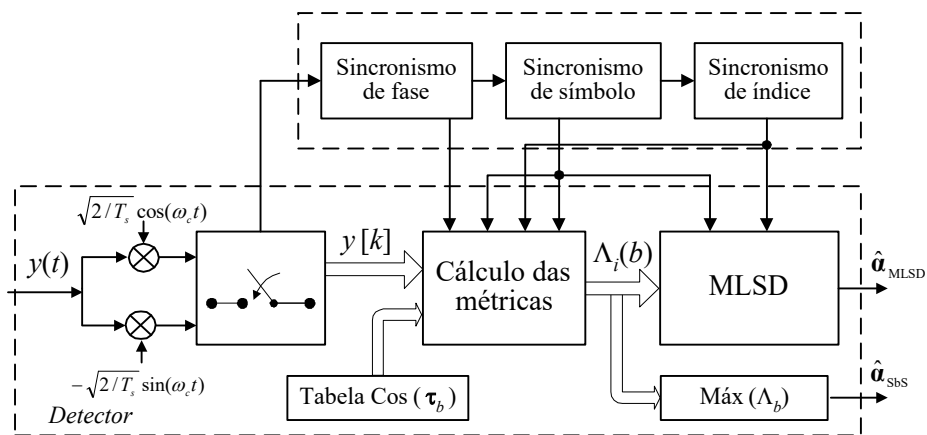 Sincronismo
de fase
Sincronismo
de símbolo
Sincronismo
de índice
√2/T_s cos(ω_c t)
y(t)
y [k]
Cálculo das
métricas
Λ_i(b)
MLSD
α̂_MLSD
−√2/T_s sin(ω_c t)
Detector
Tabela Cos ( τ_b )
Máx (Λ_b)
α̂_SbS